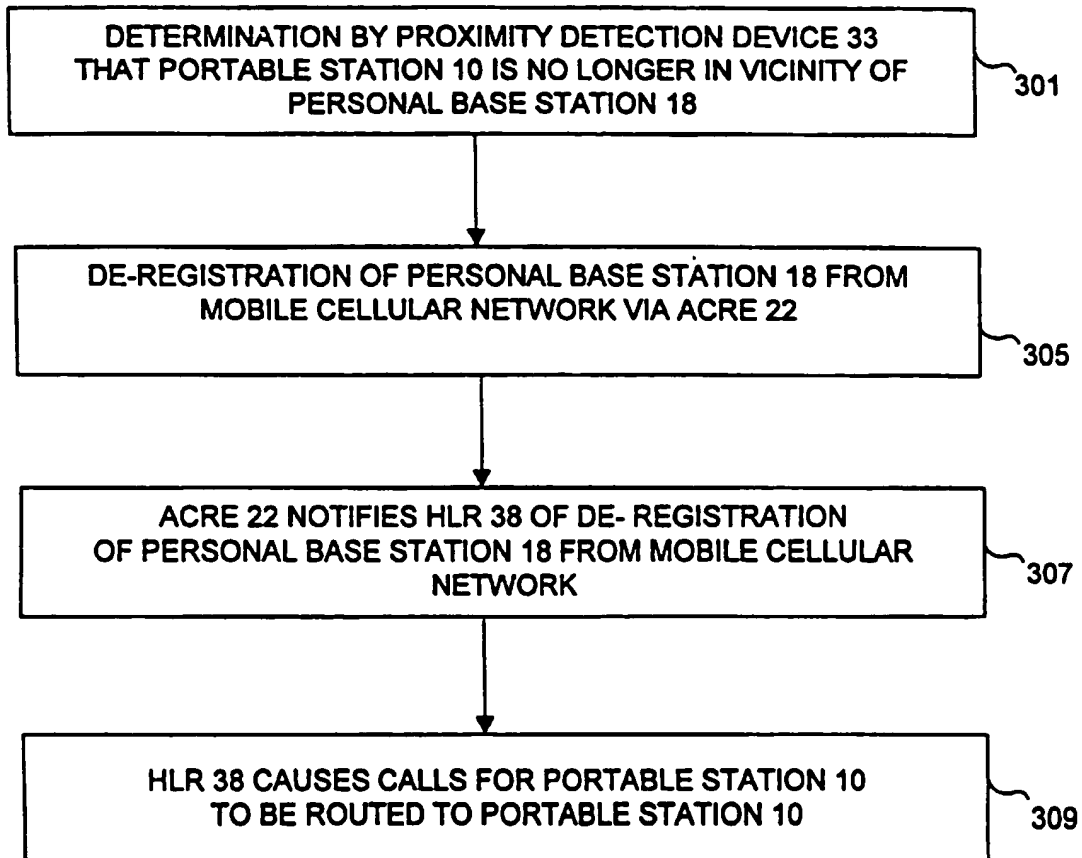 DETERMINATION BY PROXIMITY DETECTION DEVICE 33
THAT PORTABLE STATION 10 IS NO LONGER IN VICINITY OF
PERSONAL BASE STATION 18
301
DE-REGISTRATION OF PERSONAL BASE STATION 18 FROM
MOBILE CELLULAR NETWORK VIA ACRE 22
305
ACRE 22 NOTIFIES HLR 38 OF DE- REGISTRATION
OF PERSONAL BASE STATION 18 FROM MOBILE CELLULAR
NETWORK
307
HLR 38 CAUSES CALLS FOR PORTABLE STATION 10
TO BE ROUTED TO PORTABLE STATION 10
309